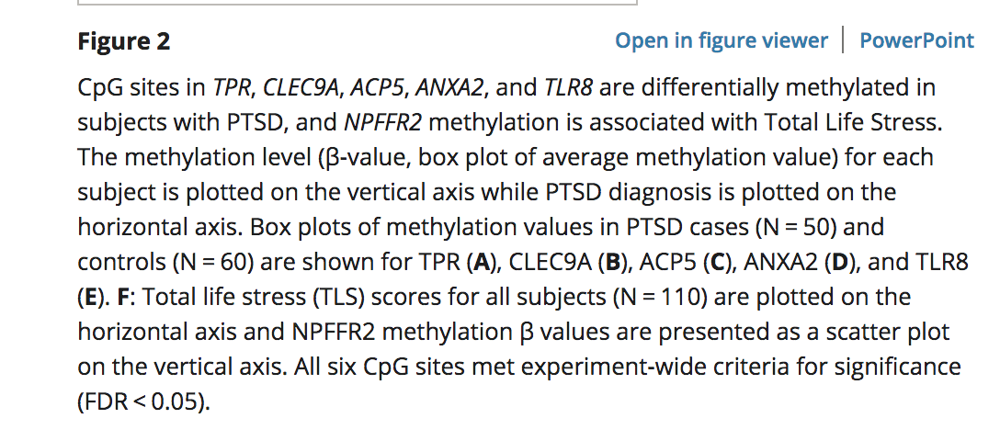 Figure 2
Open in figure viewer | PowerPoint
CpG sites in TPR, CLEC9A, ACP5, ANXA2, and TLR8 are differentially methylated in
subjects with PTSD, and NPFFR2 methylation is associated with Total Life Stress.
The methylation level (β-value, box plot of average methylation value) for each
subject is plotted on the vertical axis while PTSD diagnosis is plotted on the
horizontal axis. Box plots of methylation values in PTSD cases (N = 50) and
controls (N = 60) are shown for TPR (A), CLEC9A (B), ACP5 (C), ANXA2 (D), and TLR8
(E). F: Total life stress (TLS) scores for all subjects (N = 110) are plotted on the
horizontal axis and NPFFR2 methylation β values are presented as a scatter plot
on the vertical axis. All six CpG sites met experiment-wide criteria for significance
(FDR < 0.05).